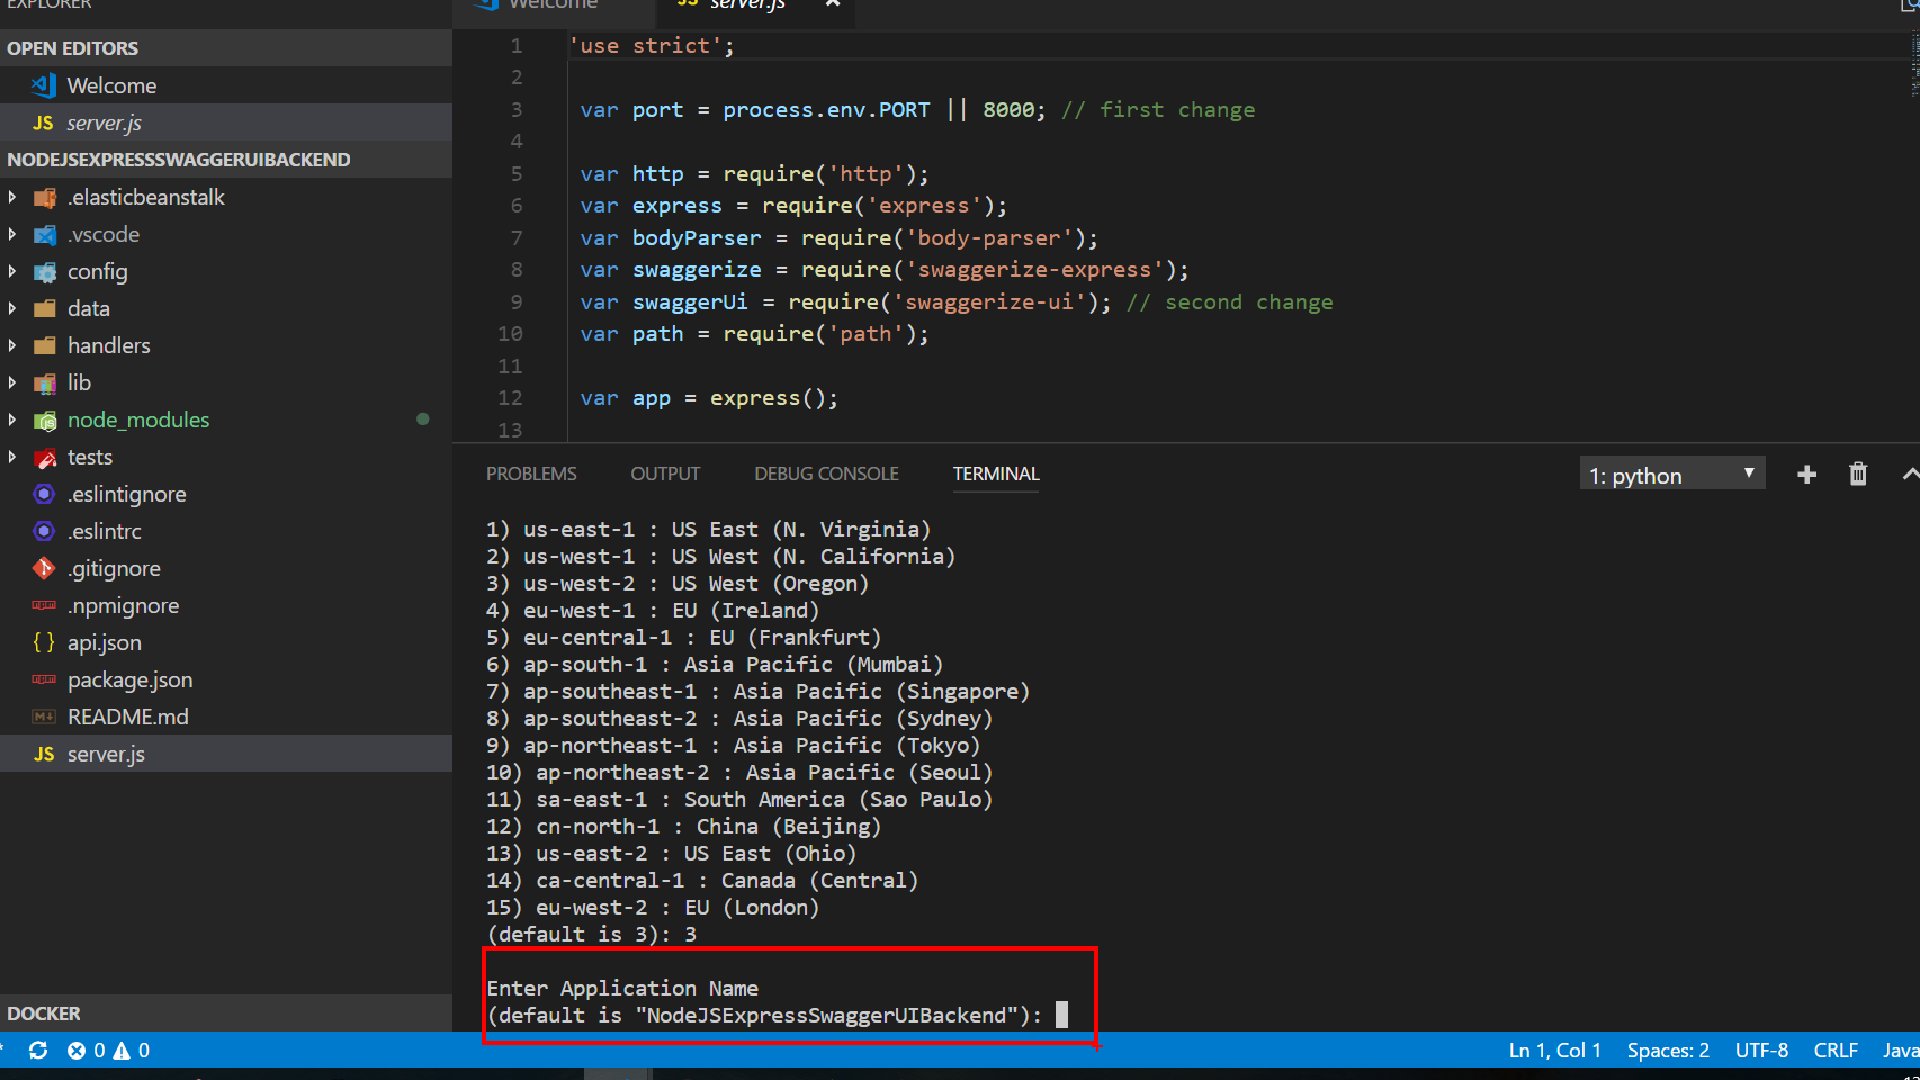 EXPLORER
OPEN EDITORS
Welcome
JS server.js
NODEJSEXPRESSSWAGGERUIBACKEND
.elasticbeanstalk
.vscode
config
data
handlers
lib
node_modules
tests
.eslintignore
.eslintrc
.gitignore
.npmignore
{ } api.json
package.json
README.md
JS server.js
DOCKER
Welcome
JS server.js
1 'use strict';
2
3 var port = process.env.PORT || 8000; // first change
4
5 var http = require('http');
6 var express = require('express');
7 var bodyParser = require('body-parser');
8 var swaggerize = require('swaggerize-express');
9 var swaggerUi = require('swaggerize-ui'); // second change
10 var path = require('path');
11
12 var app = express();
13
PROBLEMS OUTPUT DEBUG CONSOLE TERMINAL 1: python
1) us-east-1 : US East (N. Virginia)
2) us-west-1 : US West (N. California)
3) us-west-2 : US West (Oregon)
4) eu-west-1 : EU (Ireland)
5) eu-central-1 : EU (Frankfurt)
6) ap-south-1 : Asia Pacific (Mumbai)
7) ap-southeast-1 : Asia Pacific (Singapore)
8) ap-southeast-2 : Asia Pacific (Sydney)
9) ap-northeast-1 : Asia Pacific (Tokyo)
10) ap-northeast-2 : Asia Pacific (Seoul)
11) sa-east-1 : South America (Sao Paulo)
12) cn-north-1 : China (Beijing)
13) us-east-2 : US East (Ohio)
14) ca-central-1 : Canada (Central)
15) eu-west-2 : EU (London)
(default is 3): 3
Enter Application Name
(default is "NodeJSExpressSwaggerUIBackend"):
0 0 Ln 1, Col 1 Spaces: 2 UTF-8 CRLF Java